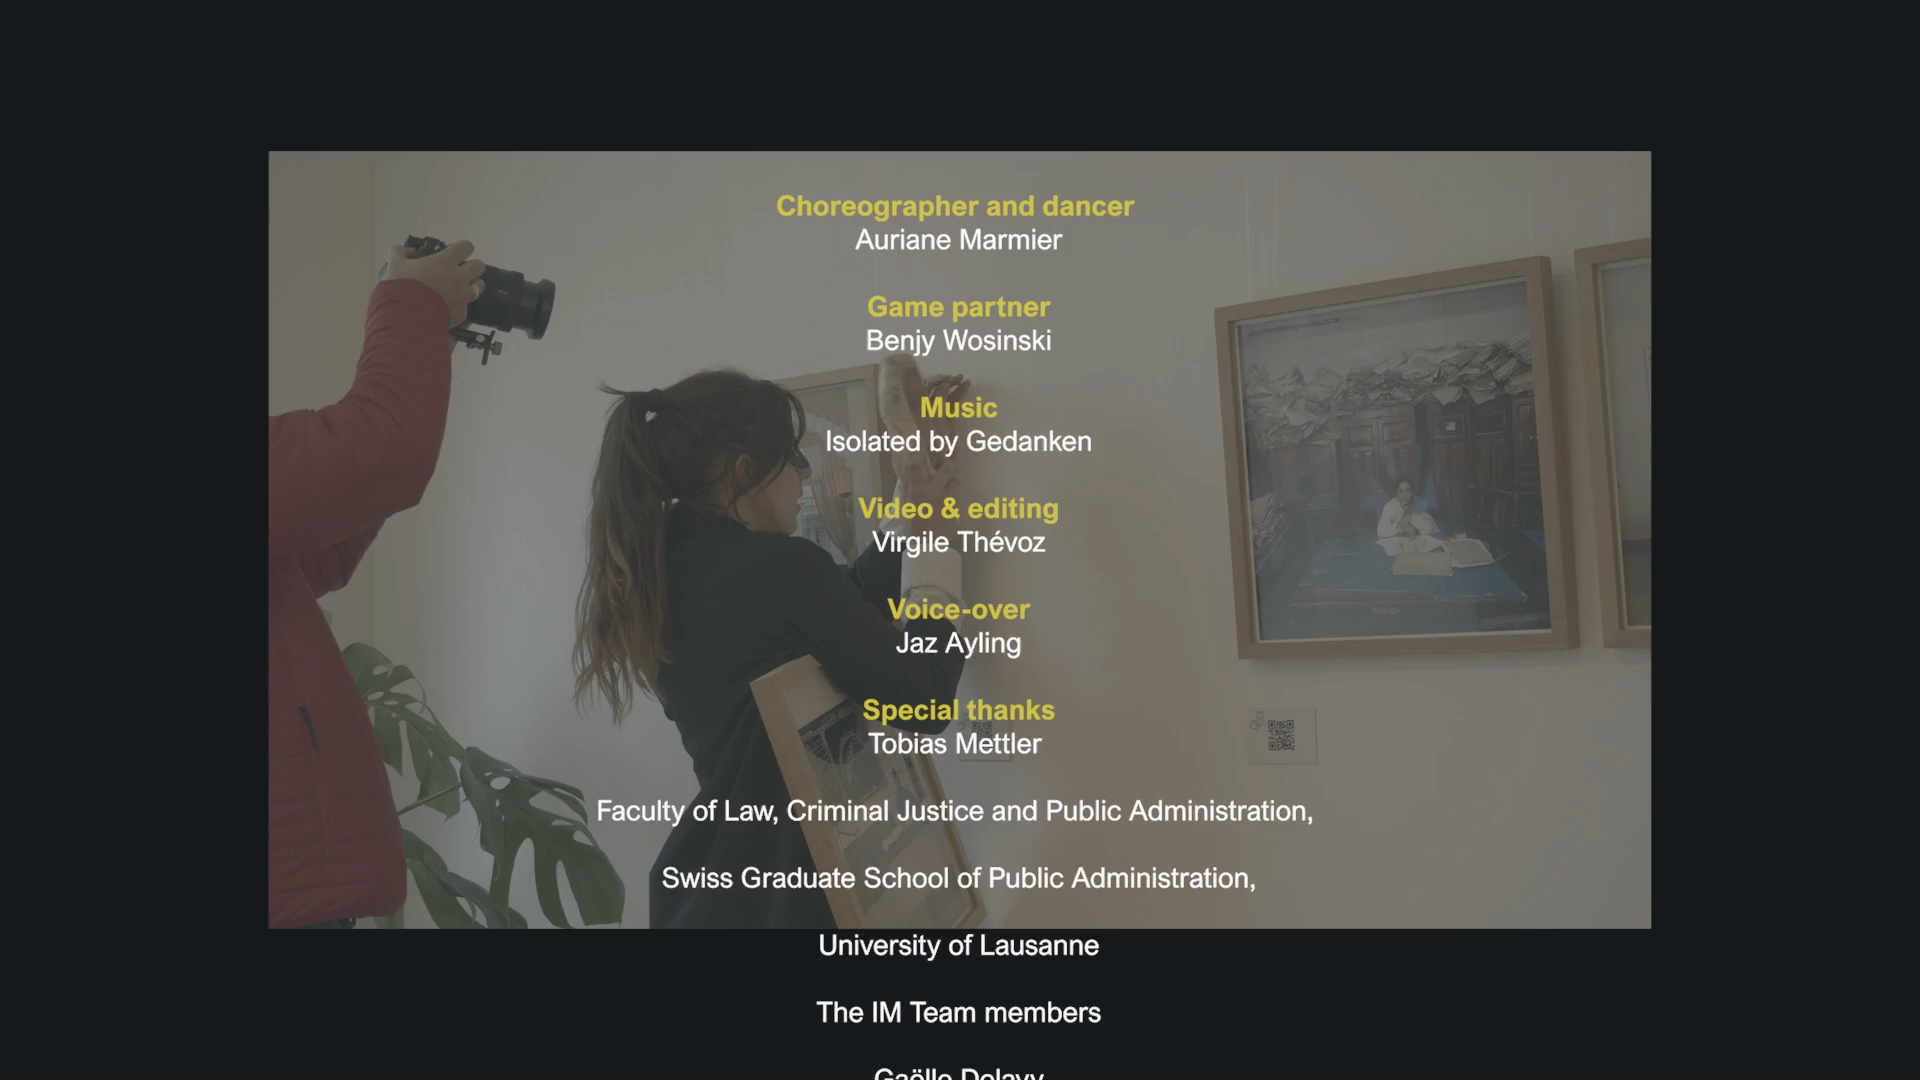 Choreographer and dancer
Auriane Marmier
Game partner
Benjy Wosinski
Music
Isolated by Gedanken
Video & editing
Virgile Thévoz
Voice-over
Jaz Ayling
Special thanks
Tobias Mettler
Faculty of Law, Criminal Justice and Public Administration,
Swiss Graduate School of Public Administration,
University of Lausanne
The IM Team members
Gaëlle